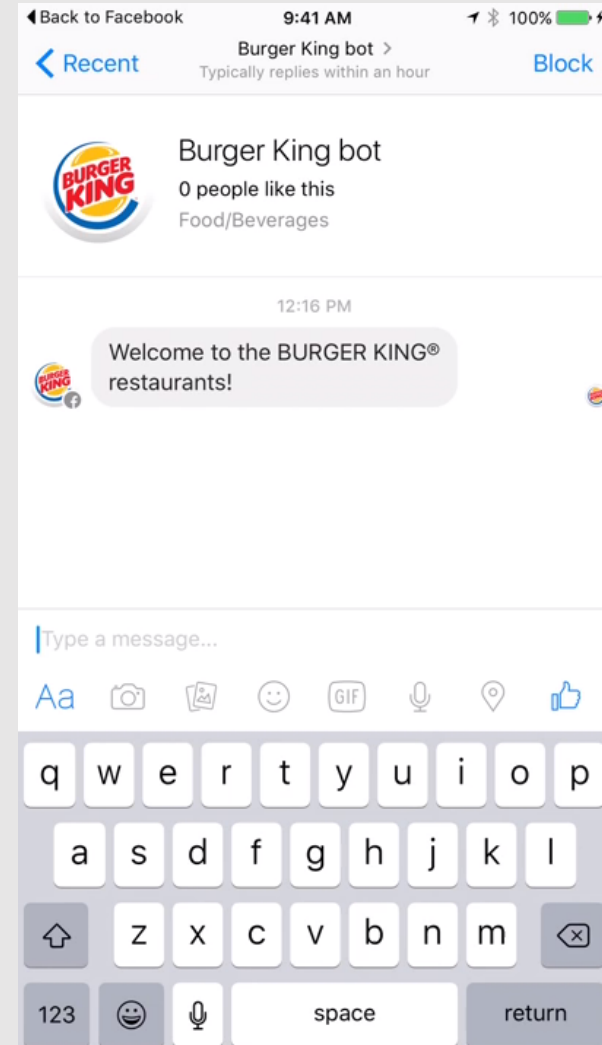 Back to Facebook 9:41 AM 100%
Recent Burger King bot Block
Typically replies within an hour
BURGER KING
Burger King bot
0 people like this
Food/Beverages
12:16 PM
Welcome to the BURGER KING®
restaurants!
BURGER KING
Type a message...
Aa GIF
q w e r t y u i o p
a s d f g h j k l
z x c v b n m
123 space return